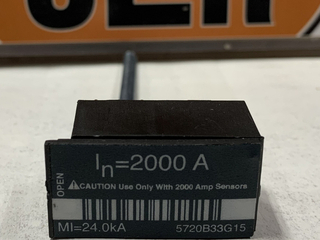 In=2000 A
OPEN
⚠CAUTION Use Only With 2000 Amp Sensors
MI=24.0kA 5720B33G15